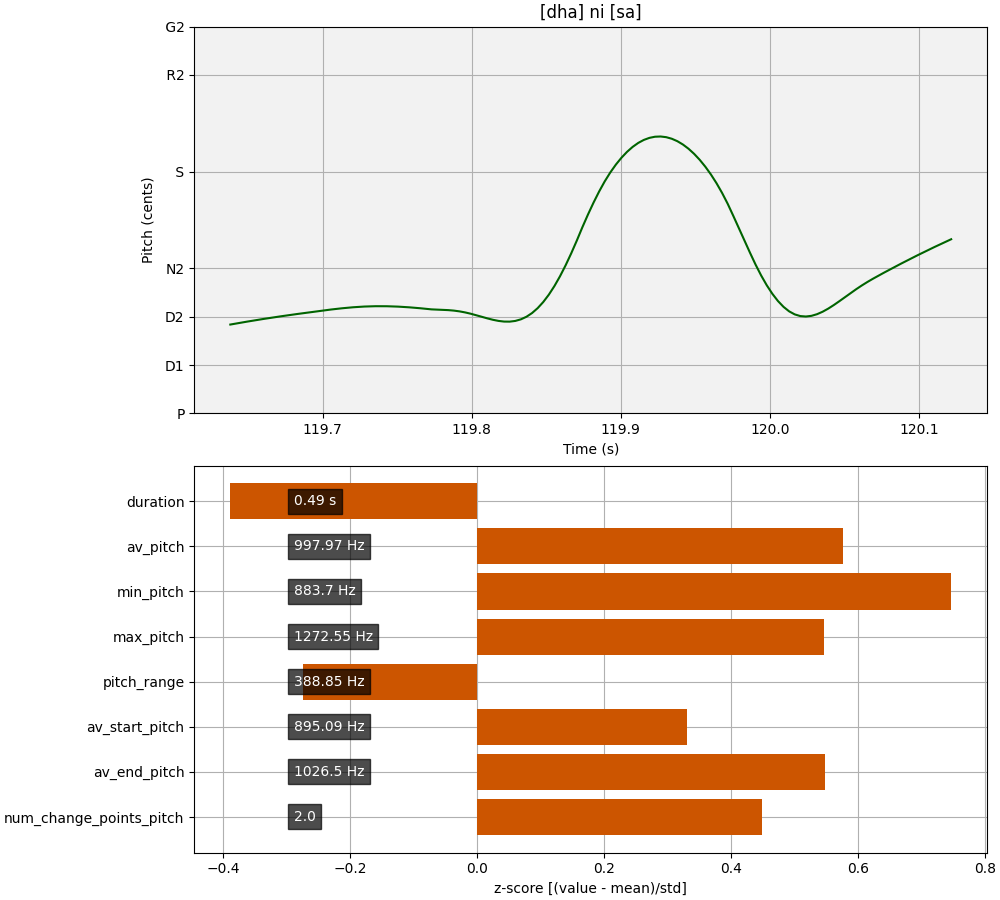 [dha] ni [sa]
G2
R2
S
N2
D2
D1
P
Pitch (cents)
119.7 119.8 119.9 120.0 120.1
Time (s)
duration 0.49 s
av_pitch 997.97 Hz
min_pitch 883.7 Hz
max_pitch 1272.55 Hz
pitch_range 388.85 Hz
av_start_pitch 895.09 Hz
av_end_pitch 1026.5 Hz
num_change_points_pitch 2.0
−0.4 −0.2 0.0 0.2 0.4 0.6 0.8
z-score [(value - mean)/std]